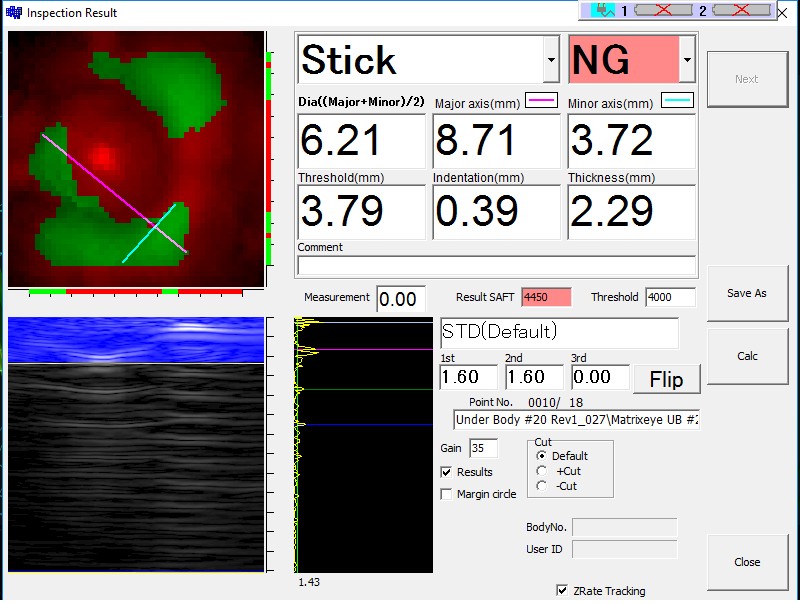 Inspection Result
1 2
Stick NG Next
Dia((Major+Minor)/2) Major axis(mm) Minor axis(mm)
6.21 8.71 3.72
Threshold(mm) Indentation(mm) Thickness(mm)
3.79 0.39 2.29
Comment
Measurement 0.00 Result SAFT 4450 Threshold 4000 Save As
STD(Default)
1st 2nd 3rd Calc
1.60 1.60 0.00 Flip
Point No. 0010/ 18
Under Body #20 Rev1_027\Matrixeye UB #2
Gain 35 Cut
Default
Results +Cut
Margin circle -Cut
BodyNo.
User ID Close
1.43
ZRate Tracking